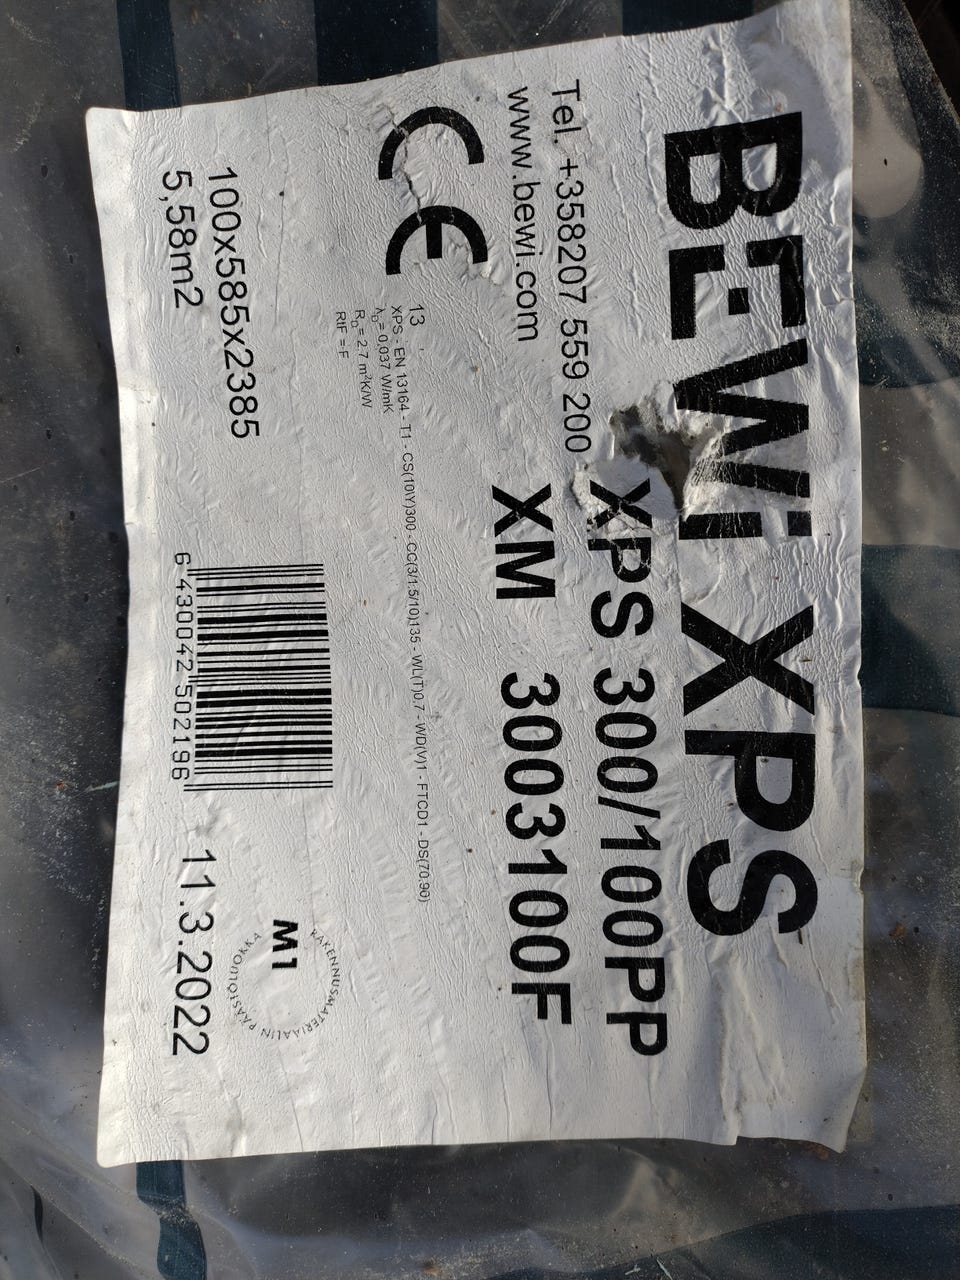 BEWi XPS
Tel. +358207 559 200
www.bewi.com
XPS 300/100PP
XM 3003100F
CE
13
XPS - EN 13164 - T1 - CS(10\Y)300 - CC(3/1.5/10)135 - WL(T)0,7 - WD(V)1 - FTCD1 - DS(70,90)
λD = 0,037 W/mK
RD = 2.7 m²K/W
RtF = F
100x585x2385
5,58m2
6 430042 502196
M1
RAKENNUSMATERIAALIN PÄÄSTÖLUOKKA
11.3.2022